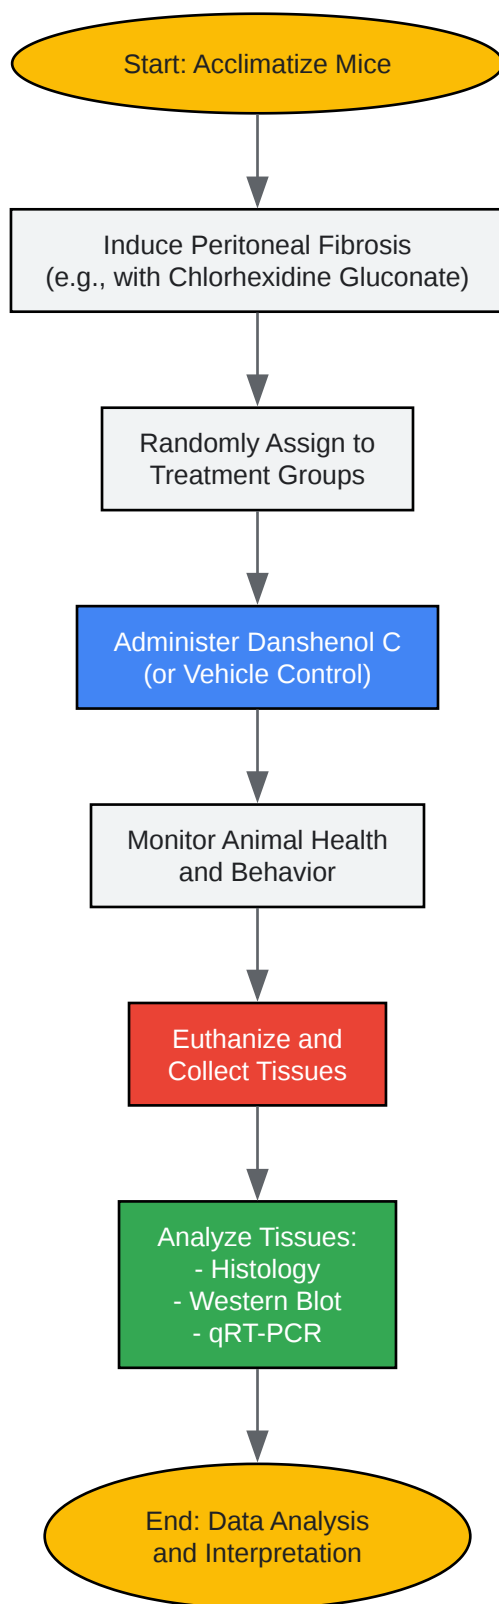 Start: Acclimatize Mice
Induce Peritoneal Fibrosis
(e.g., with Chlorhexidine Gluconate)
Randomly Assign to
Treatment Groups
Administer Danshenol C
(or Vehicle Control)
Monitor Animal Health
and Behavior
Euthanize and
Collect Tissues
Analyze Tissues:
- Histology
- Western Blot
- qRT-PCR
End: Data Analysis
and Interpretation